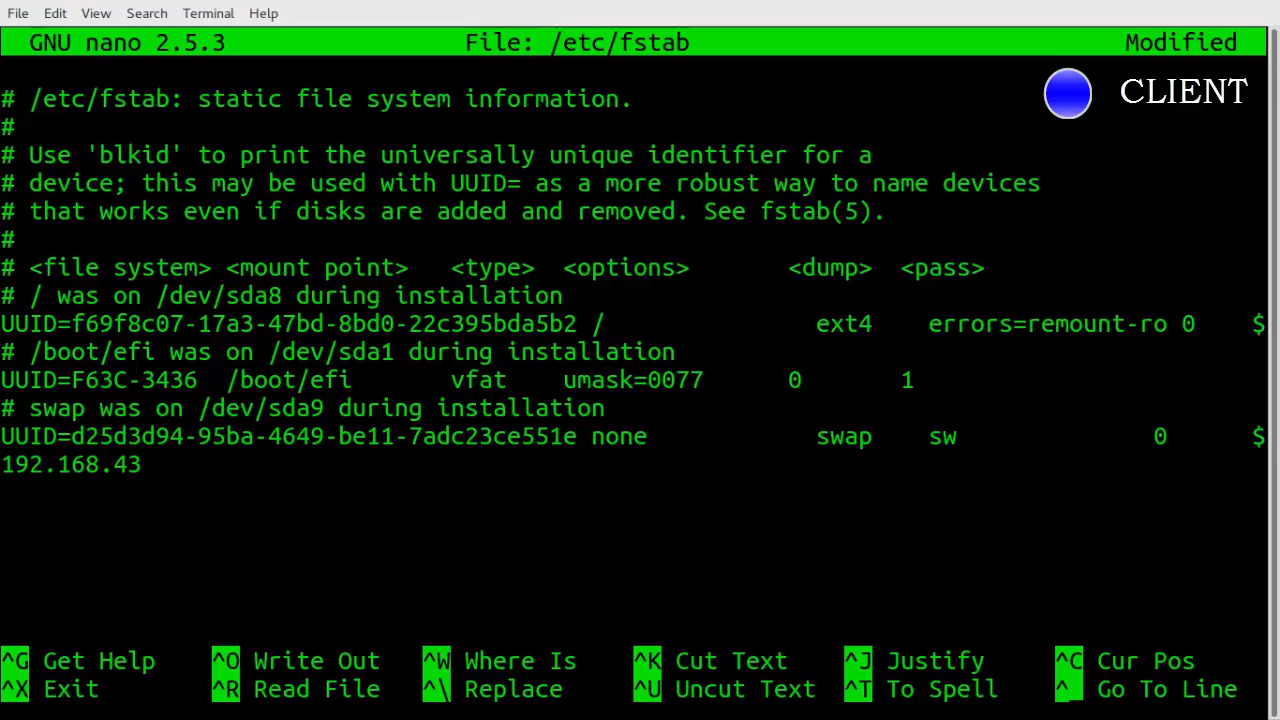 File Edit View Search Terminal Help
GNU nano 2.5.3 File: /etc/fstab Modified
CLIENT
# /etc/fstab: static file system information.
#
# Use 'blkid' to print the universally unique identifier for a
# device; this may be used with UUID= as a more robust way to name devices
# that works even if disks are added and removed. See fstab(5).
#
# <file system> <mount point>   <type>  <options>       <dump>  <pass>
# / was on /dev/sda8 during installation
UUID=f69f8c07-17a3-47bd-8bd0-22c395bda5b2 /               ext4    errors=remount-ro 0    $
# /boot/efi was on /dev/sda1 during installation
UUID=F63C-3436  /boot/efi       vfat    umask=0077      0       1
# swap was on /dev/sda9 during installation
UUID=d25d3d94-95ba-4649-be11-7adc23ce551e none            swap    sw              0      $
192.168.43
^G Get Help ^O Write Out ^W Where Is ^K Cut Text ^J Justify ^C Cur Pos
^X Exit ^R Read File ^\ Replace ^U Uncut Text ^T To Spell ^_ Go To Line